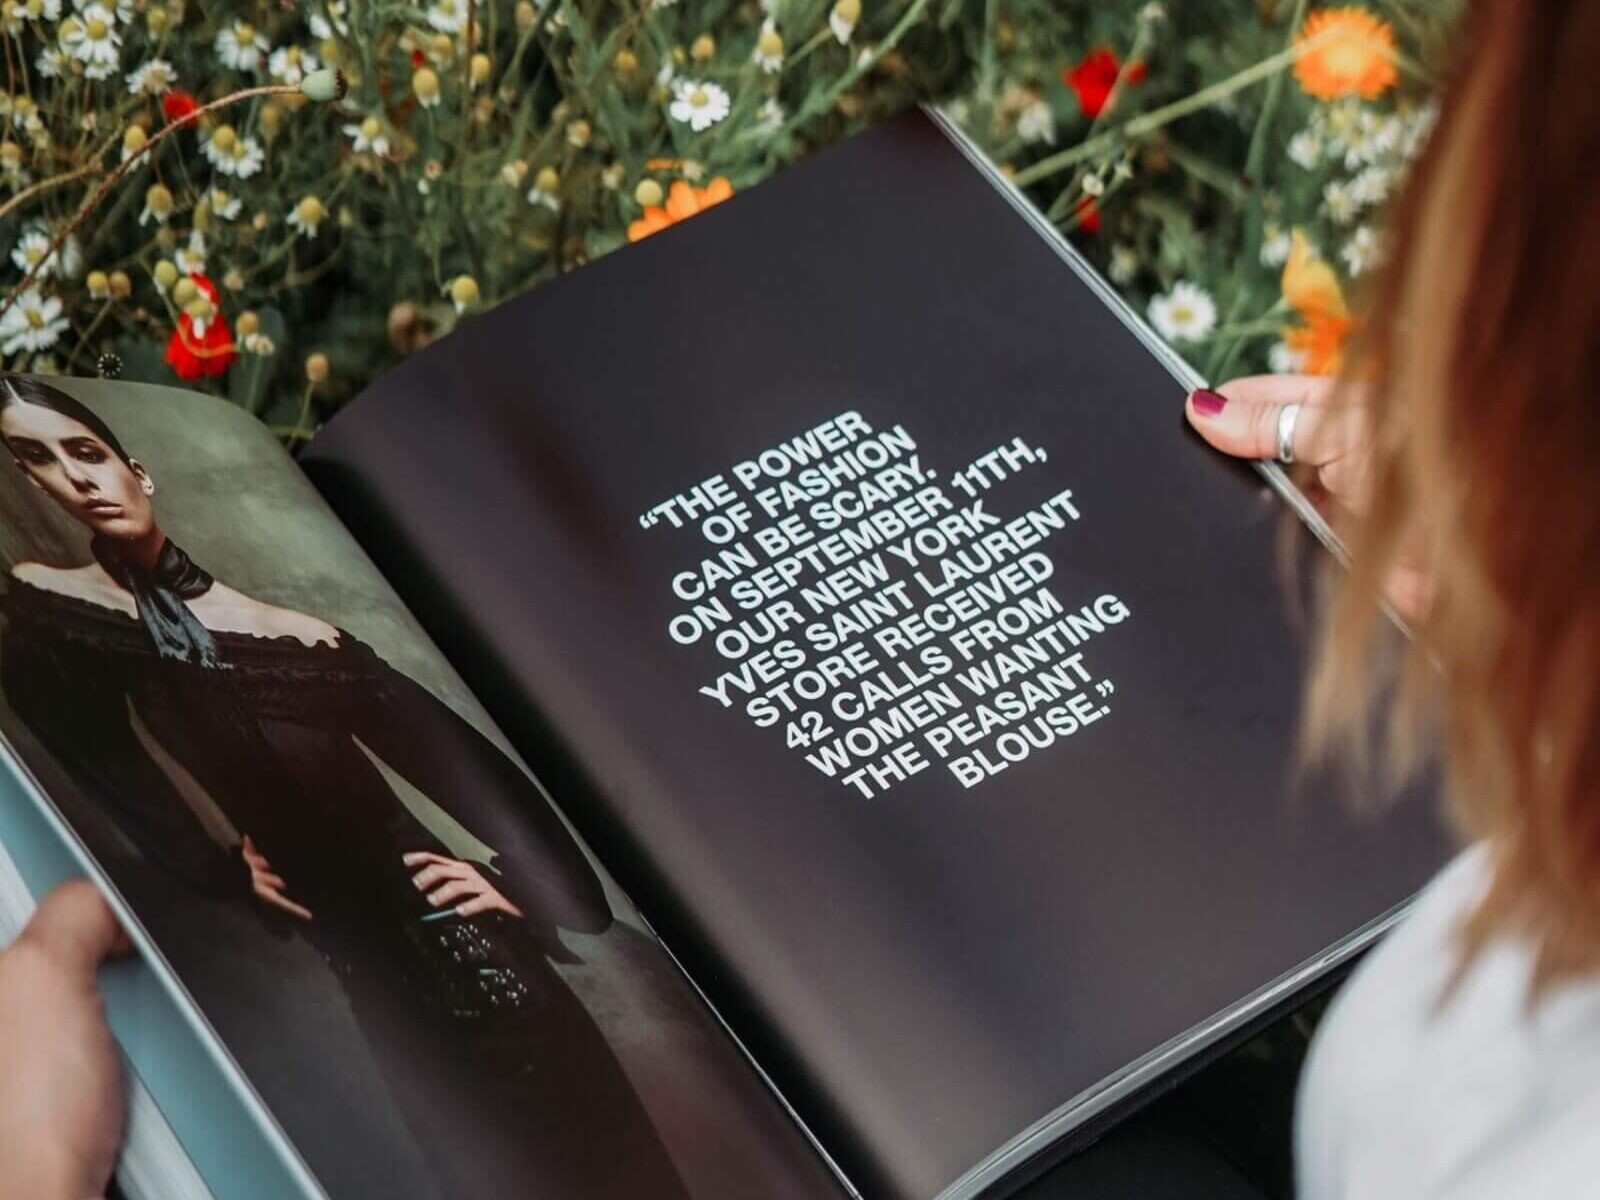 “THE POWER
OF FASHION
CAN BE SCARY.
ON SEPTEMBER 11TH,
OUR NEW YORK
YVES SAINT LAURENT
STORE RECEIVED
42 CALLS FROM
WOMEN WANTING
THE PEASANT
BLOUSE.”